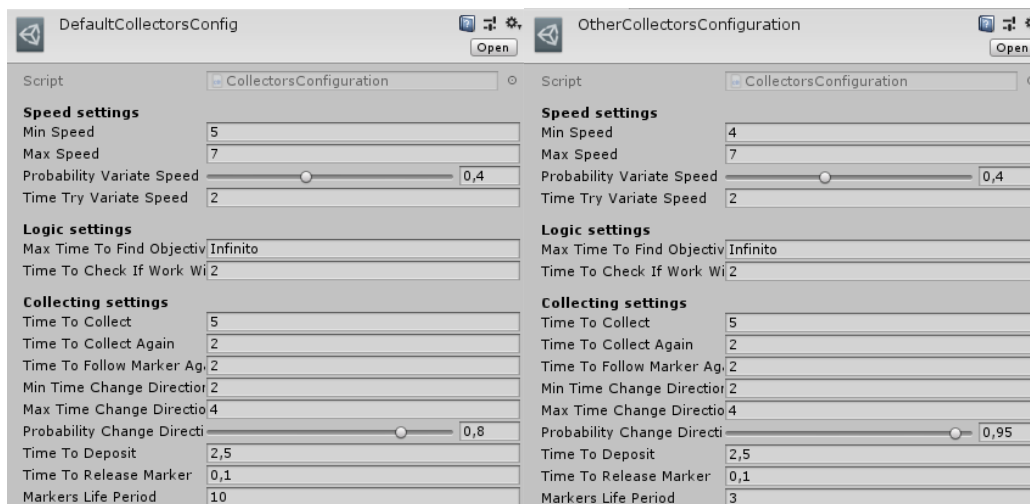 DefaultCollectorsConfig
Open
Script CollectorsConfiguration
Speed settings
Min Speed 5
Max Speed 7
Probability Variate Speed 0,4
Time Try Variate Speed 2
Logic settings
Max Time To Find Objectiv Infinito
Time To Check If Work Wi 2
Collecting settings
Time To Collect 5
Time To Collect Again 2
Time To Follow Marker Aga 2
Min Time Change Direction 2
Max Time Change Directio 4
Probability Change Directi 0,8
Time To Deposit 2,5
Time To Release Marker 0,1
Markers Life Period 10
OtherCollectorsConfiguration
Open
Script CollectorsConfiguration
Speed settings
Min Speed 4
Max Speed 7
Probability Variate Speed 0,4
Time Try Variate Speed 2
Logic settings
Max Time To Find Objectiv Infinito
Time To Check If Work Wi 2
Collecting settings
Time To Collect 5
Time To Collect Again 2
Time To Follow Marker Aga 2
Min Time Change Direction 2
Max Time Change Directio 4
Probability Change Directi 0,95
Time To Deposit 2,5
Time To Release Marker 0,1
Markers Life Period 3